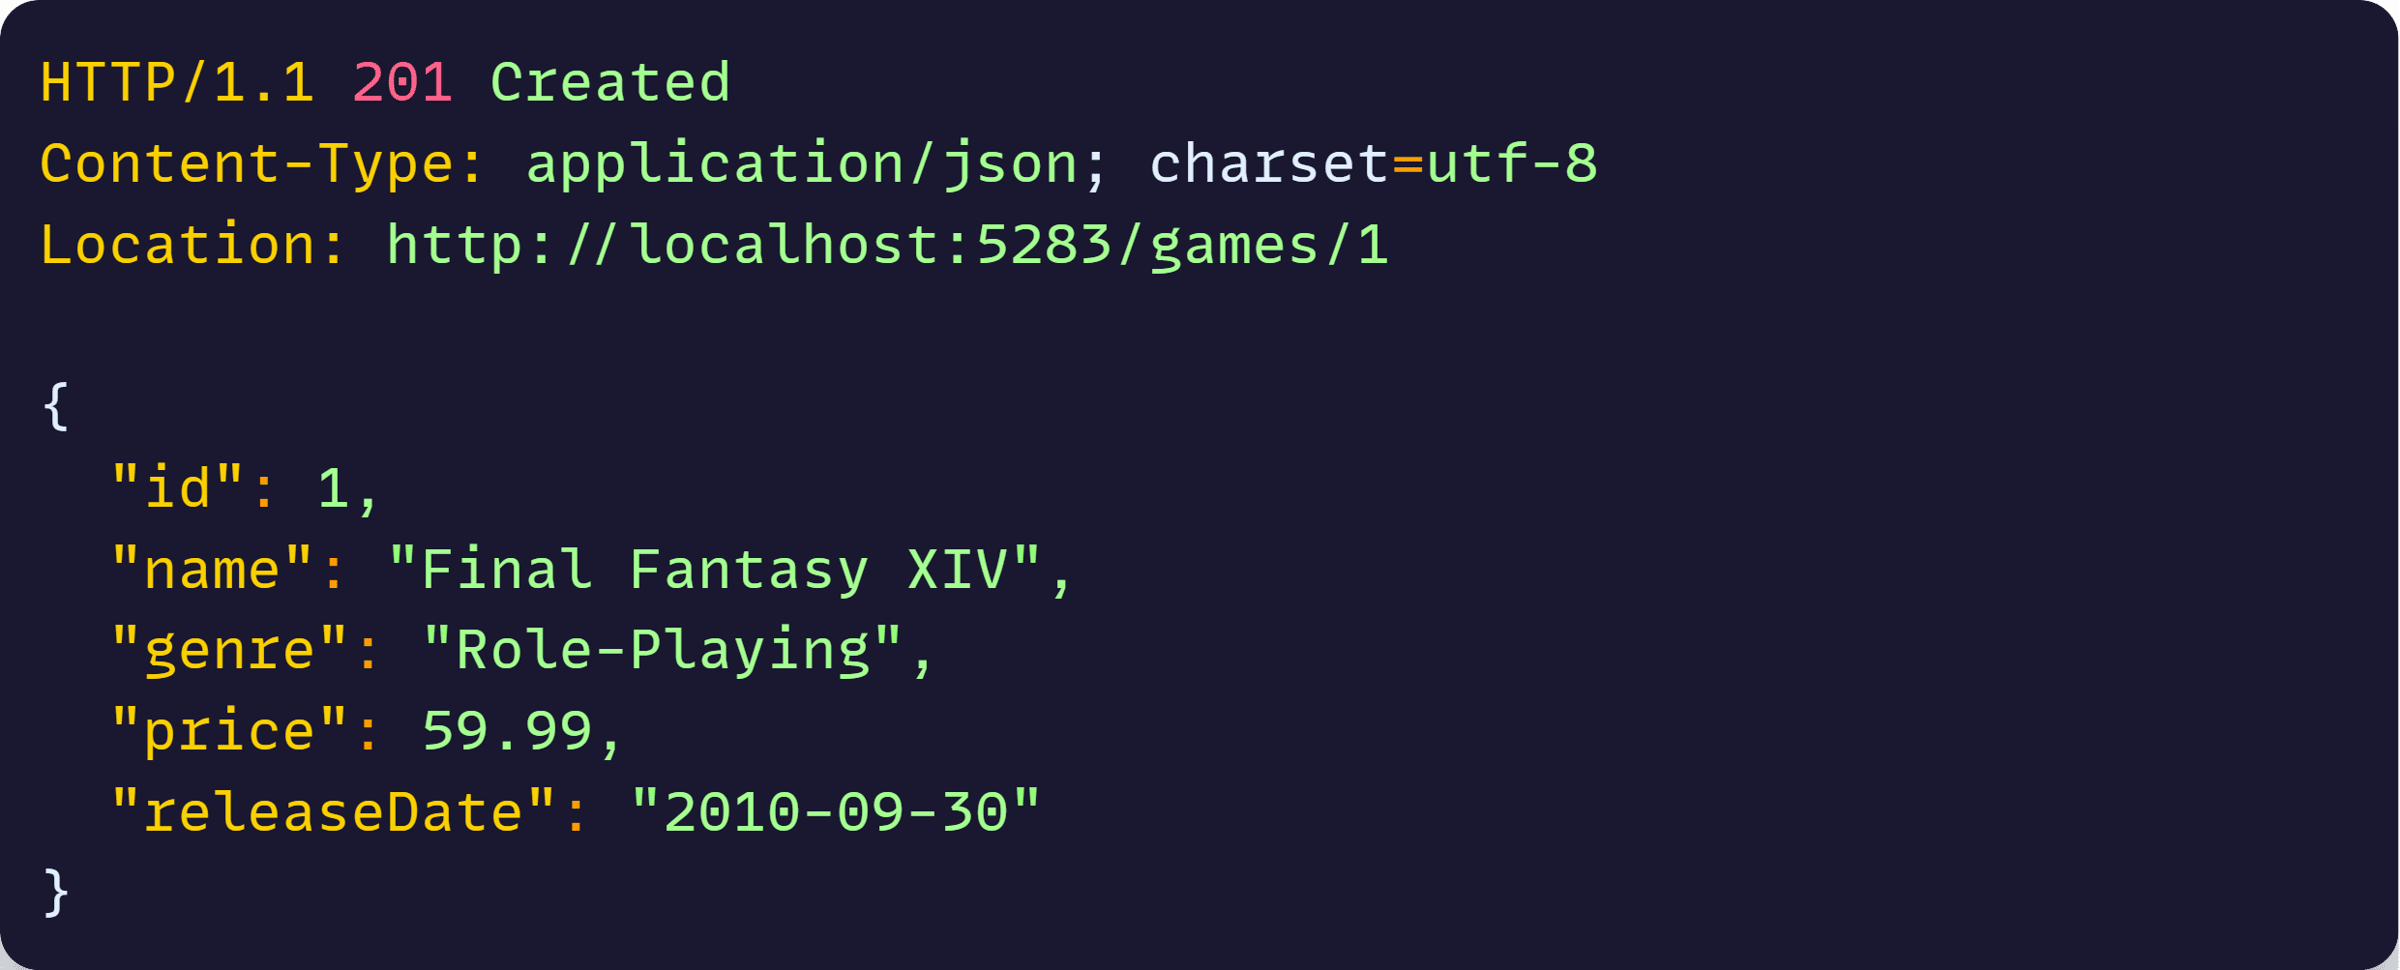 HTTP/1.1 201 Created
Content-Type: application/json; charset=utf-8
Location: http://localhost:5283/games/1

{
  "id": 1,
  "name": "Final Fantasy XIV",
  "genre": "Role-Playing",
  "price": 59.99,
  "releaseDate": "2010-09-30"
}